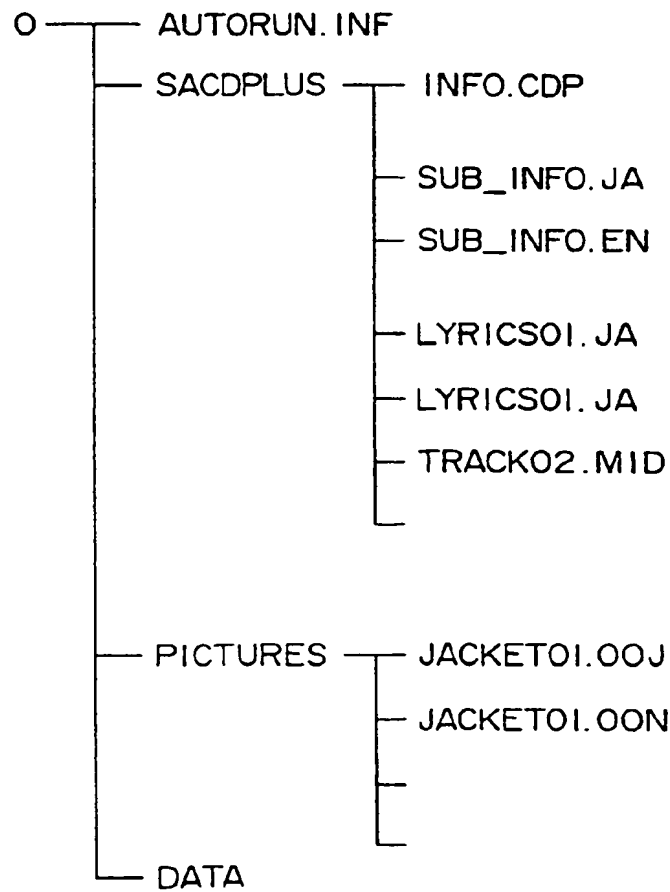 O AUTORUN.INF
SACDPLUS INFO.CDP
SUB_INFO.JA
SUB_INFO.EN
LYRICS01.JA
LYRICS01.JA
TRACK02.MID
PICTURES JACKET01.00J
JACKET01.00N
DATA